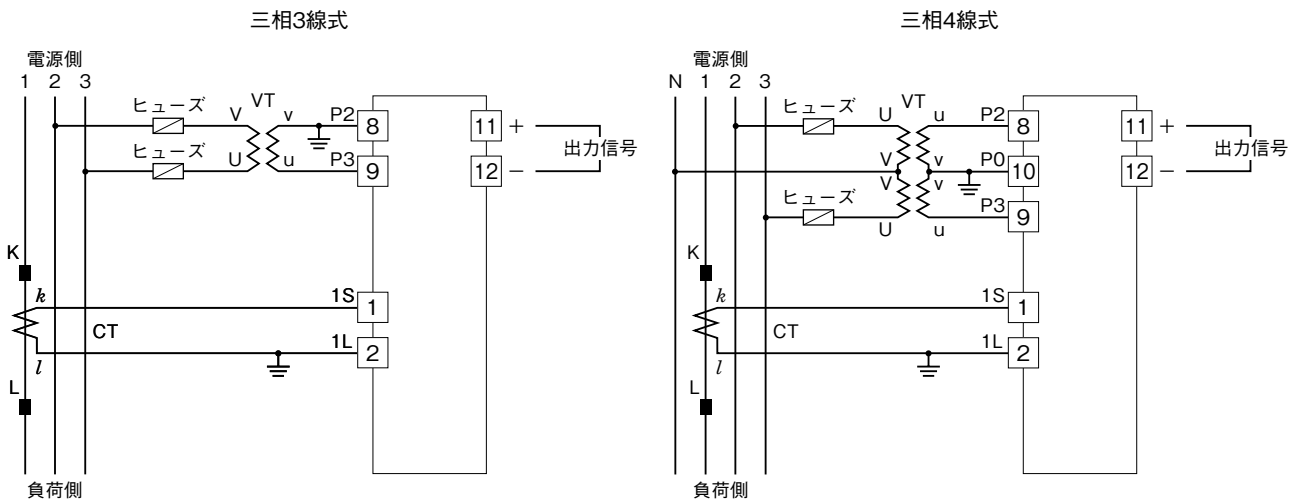 三相3線式
電源側
1 2 3
ヒューズ
V VT v P2 8 11 +
ヒューズ
U u P3 9 12 −
出力信号
K
k 1S 1
CT
l 1L 2
L
負荷側
三相4線式
電源側
N 1 2 3
ヒューズ
U VT u P2 8 11 +
V v P0 10 12 −
出力信号
V v
ヒューズ
U u P3 9
K
k 1S 1
CT
l 1L 2
L
負荷側